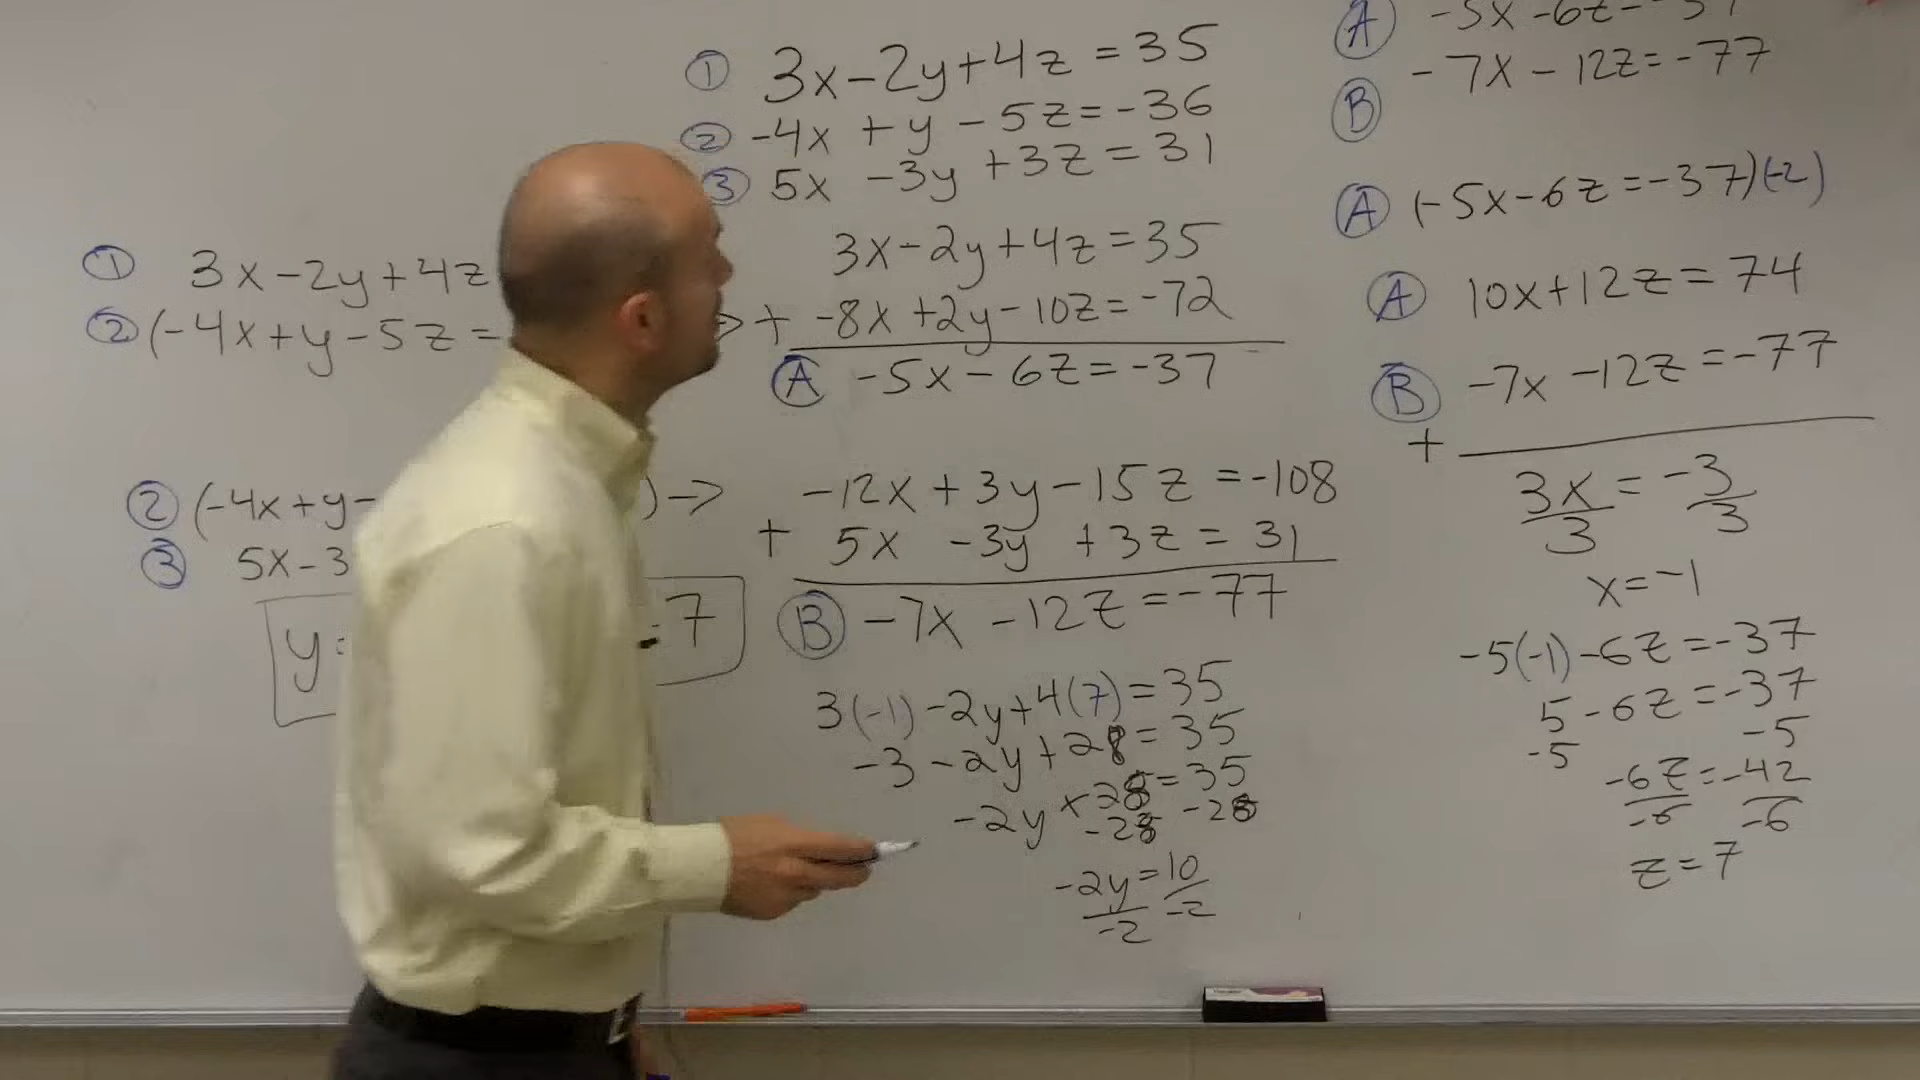 ① 3x-2y+4z=35
② -4x+y-5z=-36
③ 5x-3y+3z=31
① 3x-2y+4z
② (-4x+y-5z=
3x-2y+4z=35
+ -8x+2y-10z=-72
Ⓐ -5x-6z=-37
② (-4x+y- )→
③ 5x-3
-12x+3y-15z=-108
+ 5x-3y+3z=31
Ⓑ -7x-12z=-77
y= =7
3(-1)-2y+4(7)=35
-3-2y+28=35
-2y+28=35
-28 -28
-2y=10
-2 -2
Ⓐ -5x-6z=-37
Ⓑ -7x-12z=-77
Ⓐ (-5x-6z=-37)(-2)
Ⓐ 10x+12z=74
Ⓑ -7x-12z=-77
+
3x=-3
3 3
x=-1
-5(-1)-6z=-37
5-6z=-37
-5 -5
-6z=-42
-6 -6
z=7